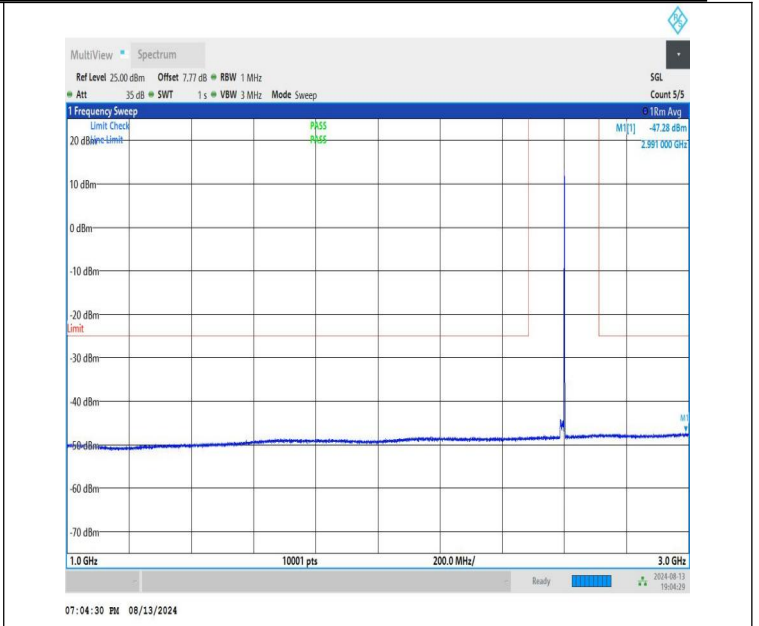 R S
MultiView Spectrum
Ref Level 25.00 dBm Offset 7.77 dB RBW 1 MHz SGL
Att 35 dB SWT 1 s VBW 3 MHz Mode Sweep Count 5/5
1 Frequency Sweep 1Rm Avg
Limit Check PASS M1[1] -47.28 dBm
20 dBm Line Limit PASS 2.991 000 GHz
10 dBm
0 dBm
-10 dBm
-20 dBm
Limit
-30 dBm
-40 dBm
M1
-50 dBm
-60 dBm
-70 dBm
1.0 GHz 10001 pts 200.0 MHz/ 3.0 GHz
Ready 2024-08-13
19:04:29
07:04:30 PM 08/13/2024